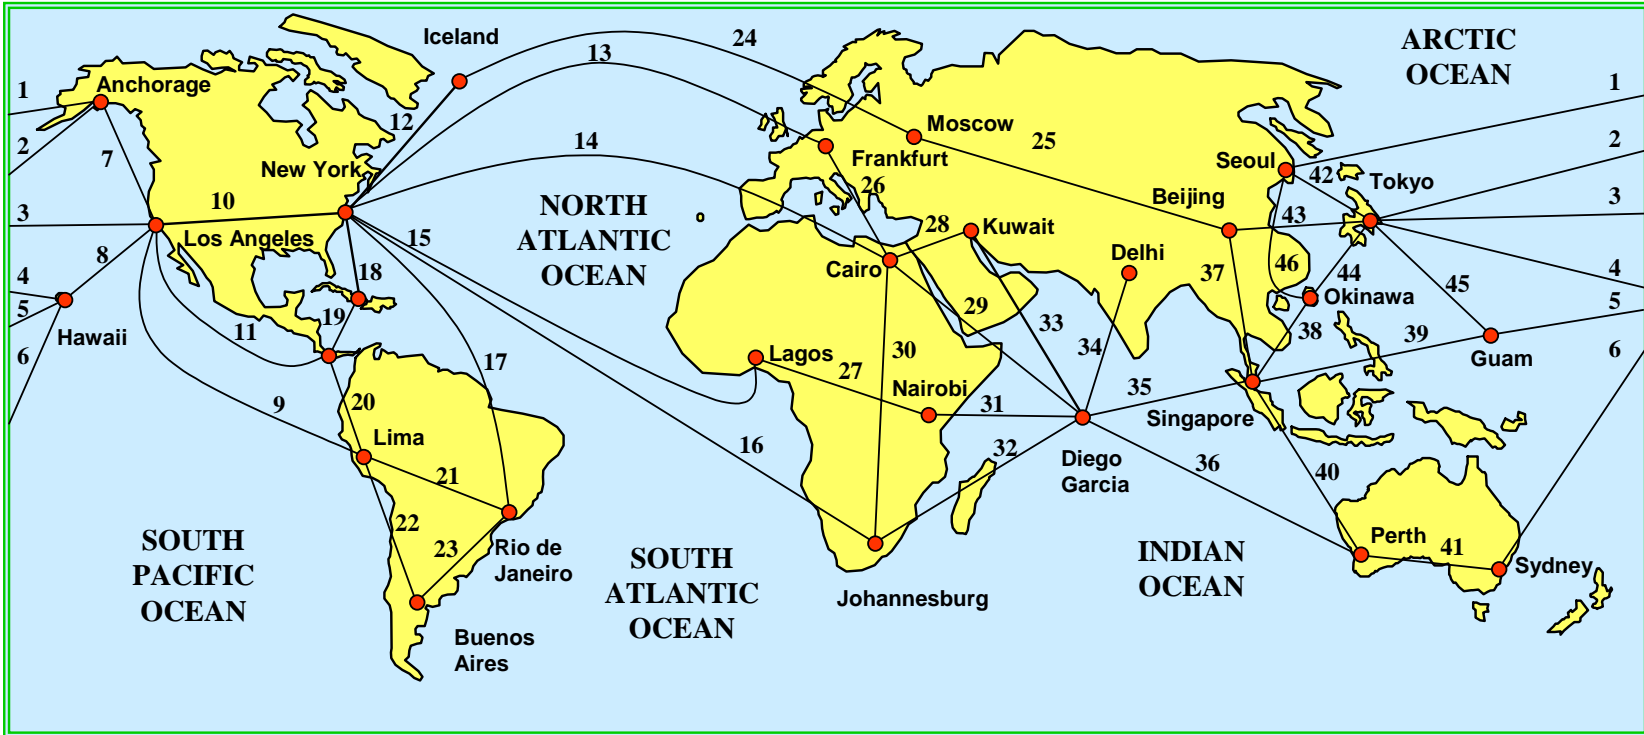 Iceland
24
13
ARCTIC
OCEAN
1
Anchorage
1
12
Moscow
2
2
7
New York
14
Frankfurt
25
Seoul
42
Tokyo
26
Beijing
3
10
NORTH
ATLANTIC
OCEAN
3
Los Angeles
15
28
Kuwait
43
8
Cairo
Delhi
37
46
44
4
4
18
45
5
Okinawa
5
Hawaii
19
11
29
33
38
39
Guam
6
17
30
34
6
Lagos
27
Nairobi
35
9
20
31
Singapore
Lima
16
32
Diego
Garcia
36
40
21
22
SOUTH
PACIFIC
OCEAN
23
Rio de
Janeiro
SOUTH
ATLANTIC
OCEAN
INDIAN
OCEAN
Perth
41
Sydney
Johannesburg
Buenos
Aires